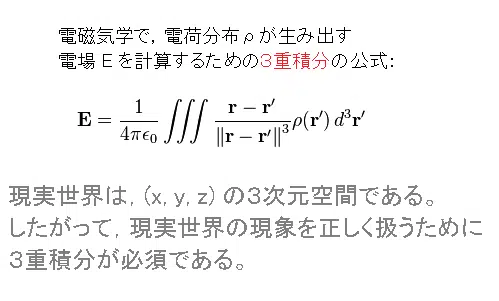 電磁気学で，電荷分布ρが生み出す
電場Ｅを計算するための３重積分の公式：
E = \frac{1}{4\pi\epsilon_0} \iiint \frac{\mathbf{r} - \mathbf{r}'}{\|\mathbf{r} - \mathbf{r}'\|^3} \rho(\mathbf{r}')\, d^3\mathbf{r}'
現実世界は，(x, y, z) の３次元空間である。
したがって，現実世界の現象を正しく扱うために
３重積分が必須である。